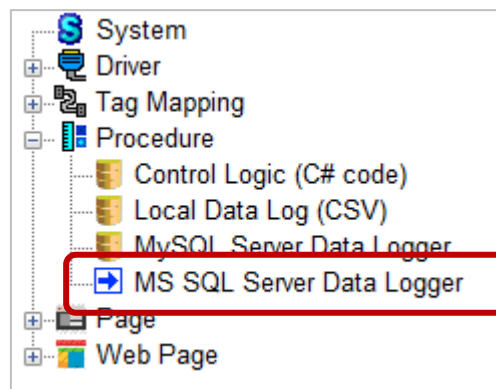 System
Driver
Tag Mapping
Procedure
Control Logic (C# code)
Local Data Log (CSV)
MySQL Server Data Logger
MS SQL Server Data Logger
Page
Web Page